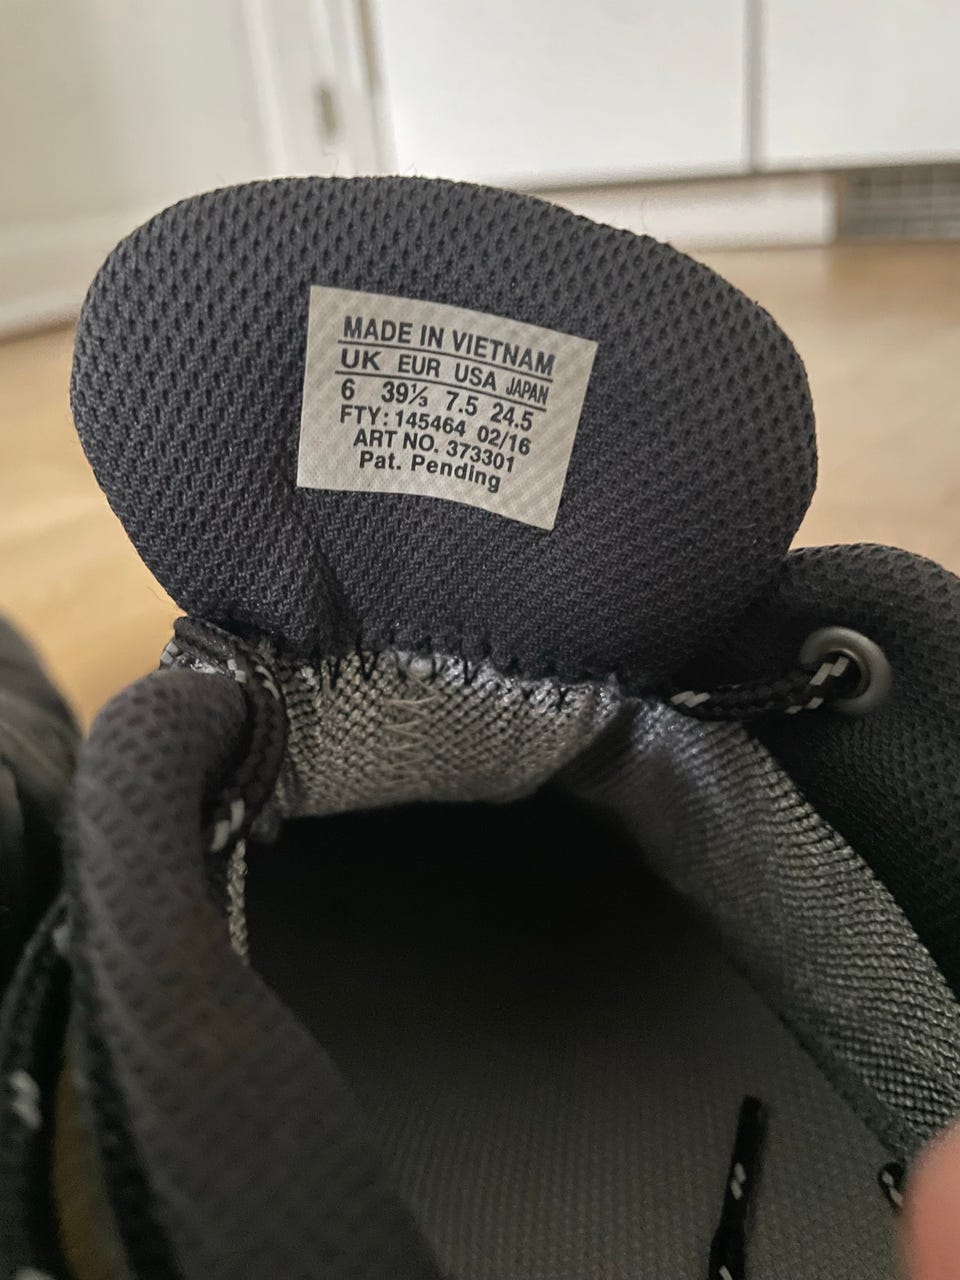 MADE IN VIETNAM
UK EUR USA JAPAN
6 39⅓ 7.5 24.5
FTY: 145464 02/16
ART NO. 373301
Pat. Pending